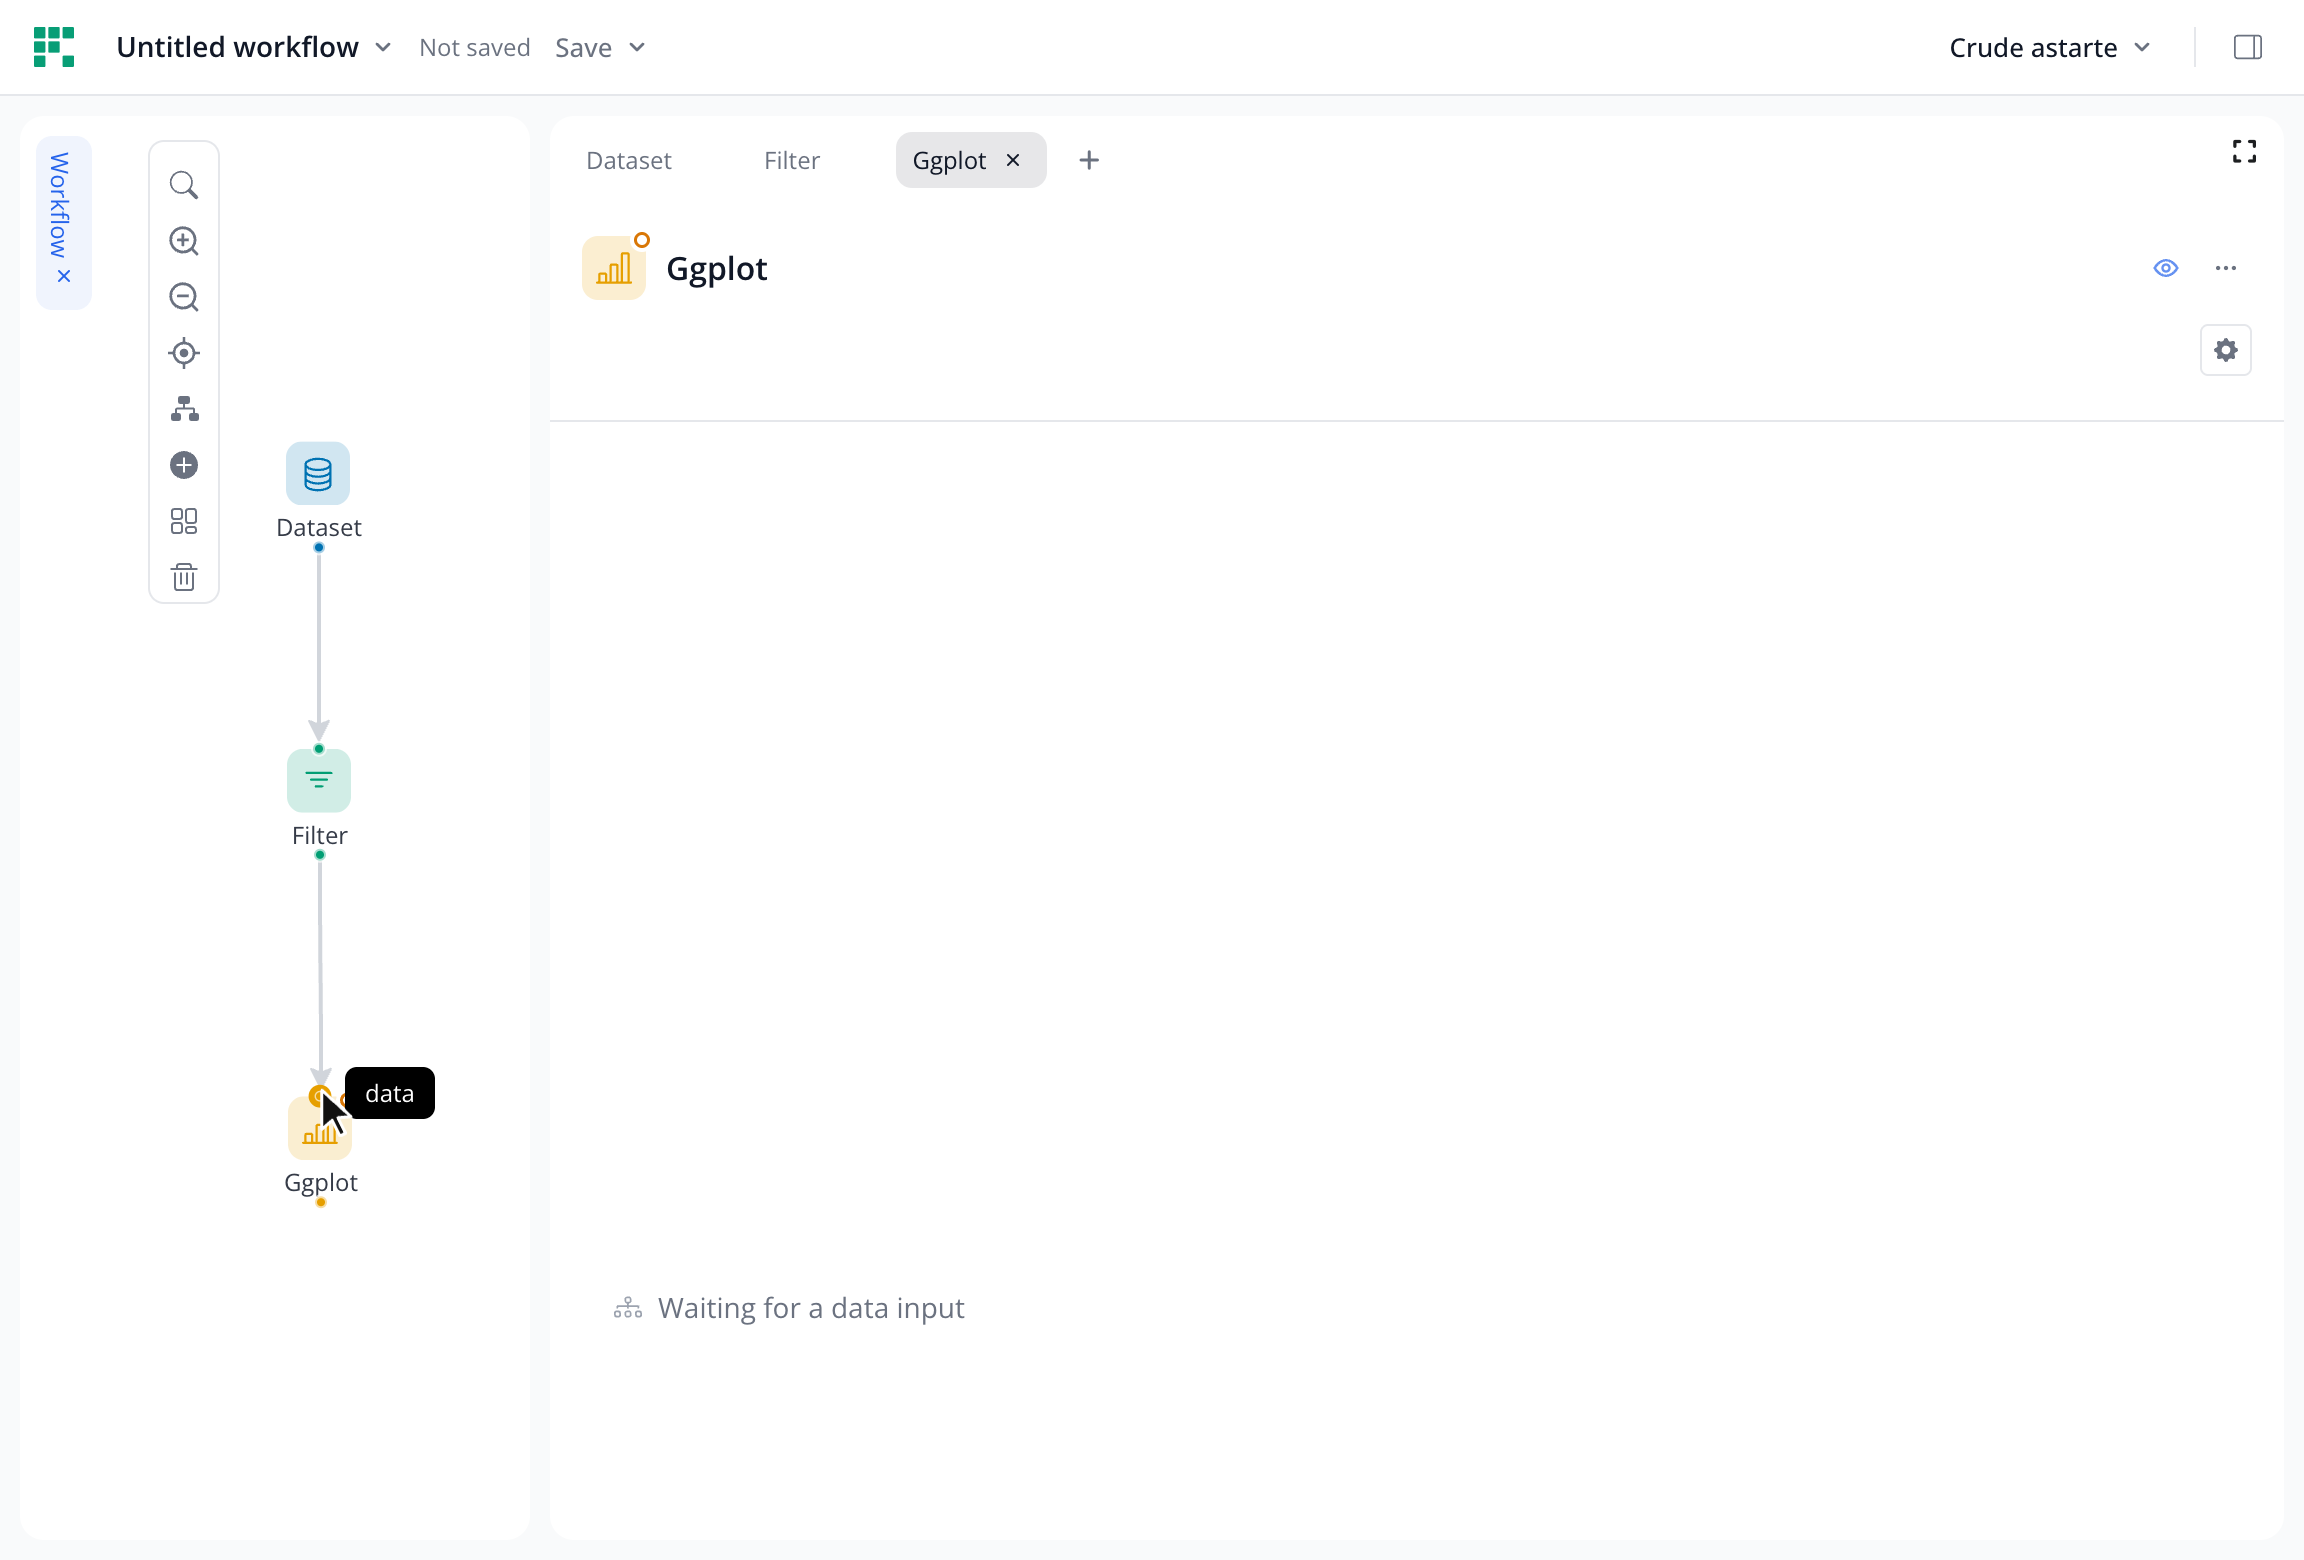 Untitled workflow
Not saved
Save
Crude astarte
Workflow
Dataset
Filter
Ggplot
Ggplot
Dataset
Filter
data
Ggplot
Waiting for a data input